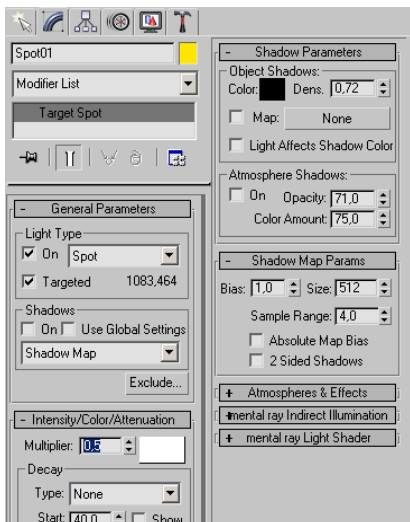 Spot01
Modifier List
Target Spot
- General Parameters
Light Type
On Spot
Targeted 1083,464
Shadows
On Use Global Settings
Shadow Map
Exclude...
- Intensity/Color/Attenuation
Multiplier: 0,5
Decay
Type: None
Start: 40,0 Show
- Shadow Parameters
Object Shadows:
Color: Dens. 0,72
Map: None
Light Affects Shadow Color
Atmosphere Shadows:
On Opacity: 71,0
Color Amount: 75,0
- Shadow Map Params
Bias: 1,0 Size: 512
Sample Range: 4,0
Absolute Map Bias
2 Sided Shadows
+ Atmospheres & Effects
+ mental ray Indirect Illumination
+ mental ray Light Shader